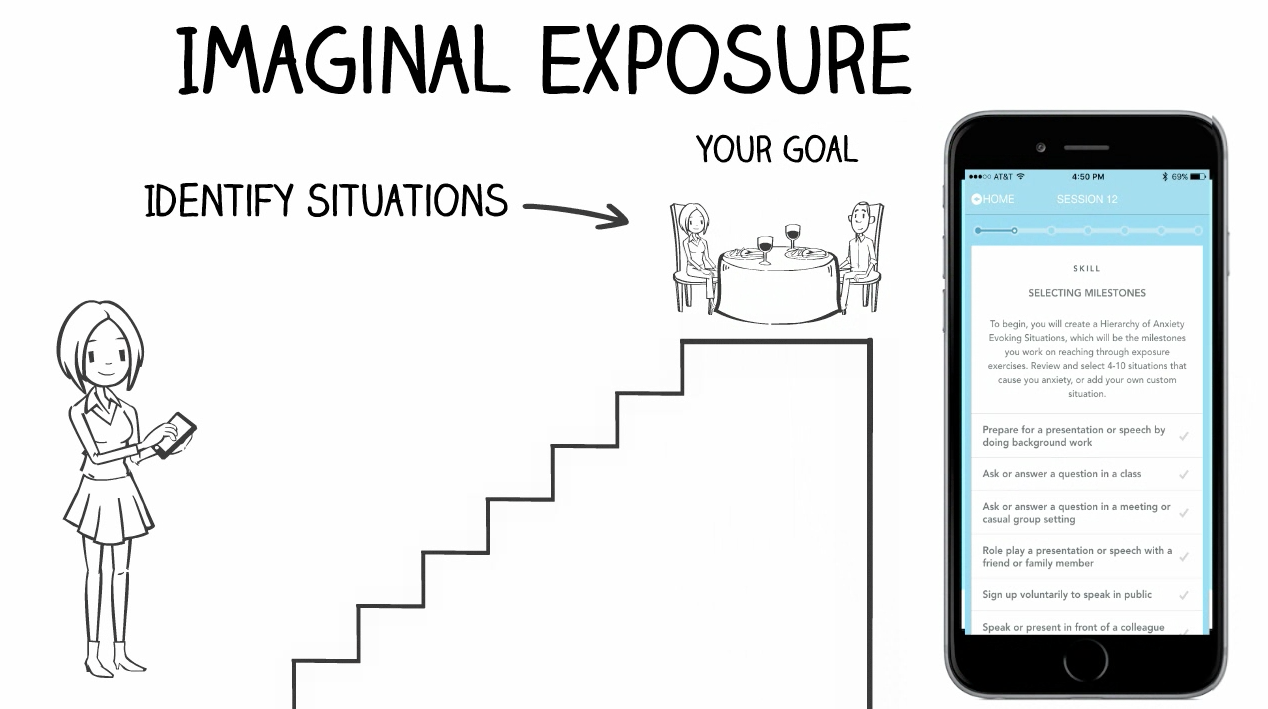 IMAGINAL EXPOSURE
YOUR GOAL
IDENTIFY SITUATIONS
AT&T 4:50 PM 69%
HOME SESSION 12
SKILL
SELECTING MILESTONES
To begin, you will create a Hierarchy of Anxiety
Evoking Situations, which will be the milestones
you work on reaching through exposure
exercises. Review and select 4-10 situations that
cause you anxiety, or add your own custom
situation.
Prepare for a presentation or speech by
doing background work
Ask or answer a question in a class
Ask or answer a question in a meeting or
casual group setting
Role play a presentation or speech with a
friend or family member
Sign up voluntarily to speak in public
Speak or present in front of a colleague